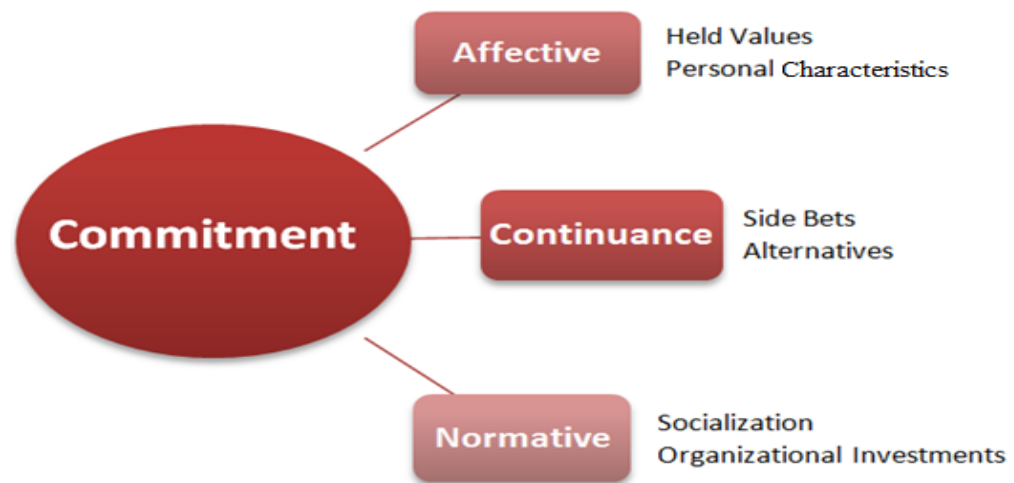 Affective
Held Values
Personal Characteristics
Commitment
Continuance
Side Bets
Alternatives
Normative
Socialization
Organizational Investments